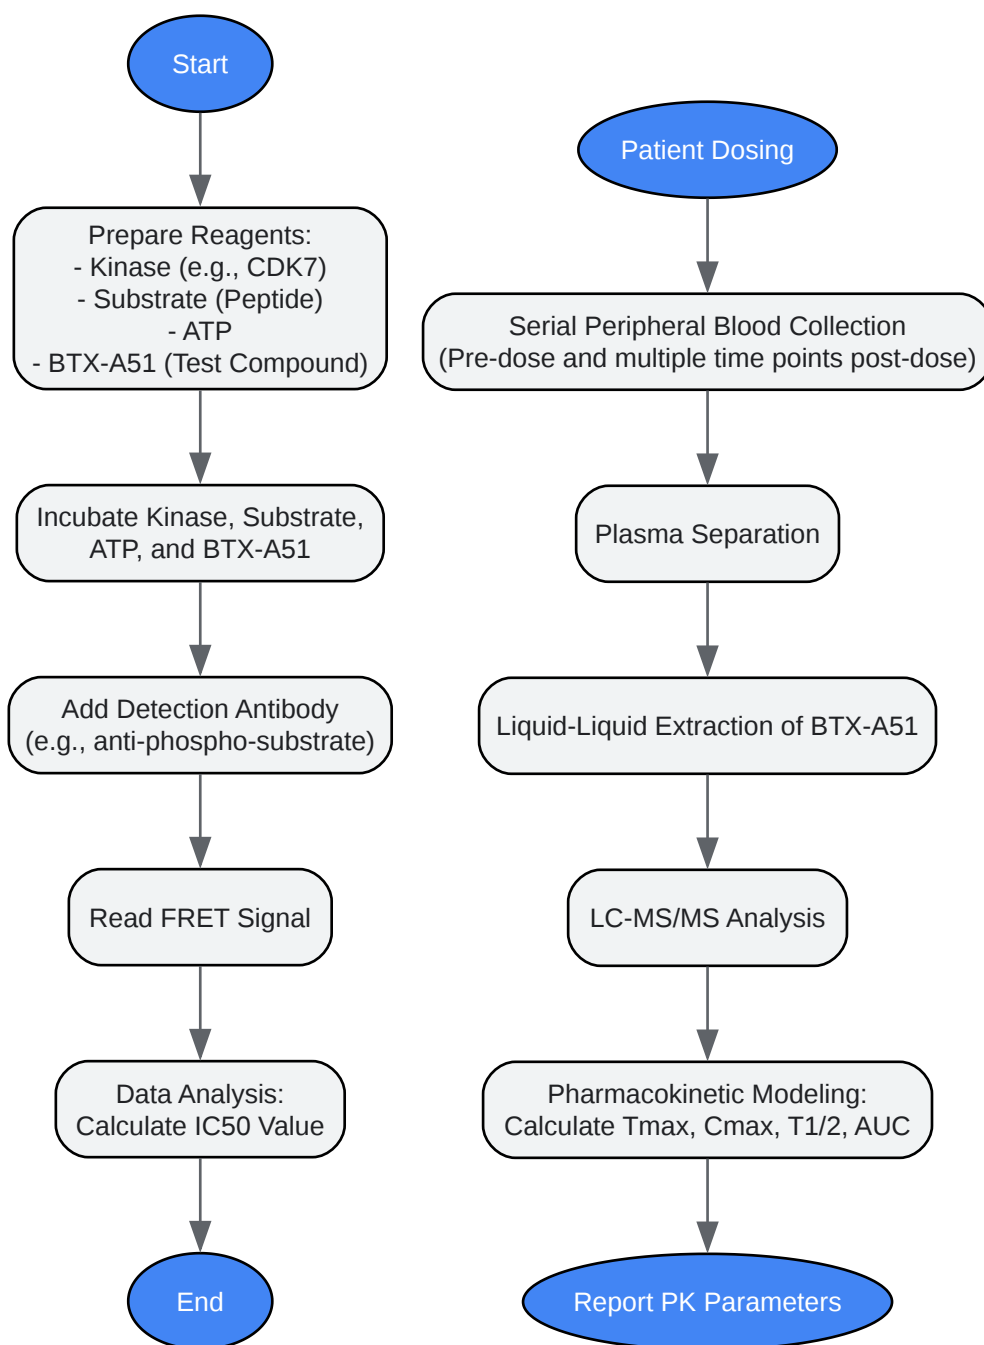 Start
Prepare Reagents:
- Kinase (e.g., CDK7)
- Substrate (Peptide)
- ATP
- BTX-A51 (Test Compound)
Incubate Kinase, Substrate,
ATP, and BTX-A51
Add Detection Antibody
(e.g., anti-phospho-substrate)
Read FRET Signal
Data Analysis:
Calculate IC50 Value
End
Patient Dosing
Serial Peripheral Blood Collection
(Pre-dose and multiple time points post-dose)
Plasma Separation
Liquid-Liquid Extraction of BTX-A51
LC-MS/MS Analysis
Pharmacokinetic Modeling:
Calculate Tmax, Cmax, T1/2, AUC
Report PK Parameters